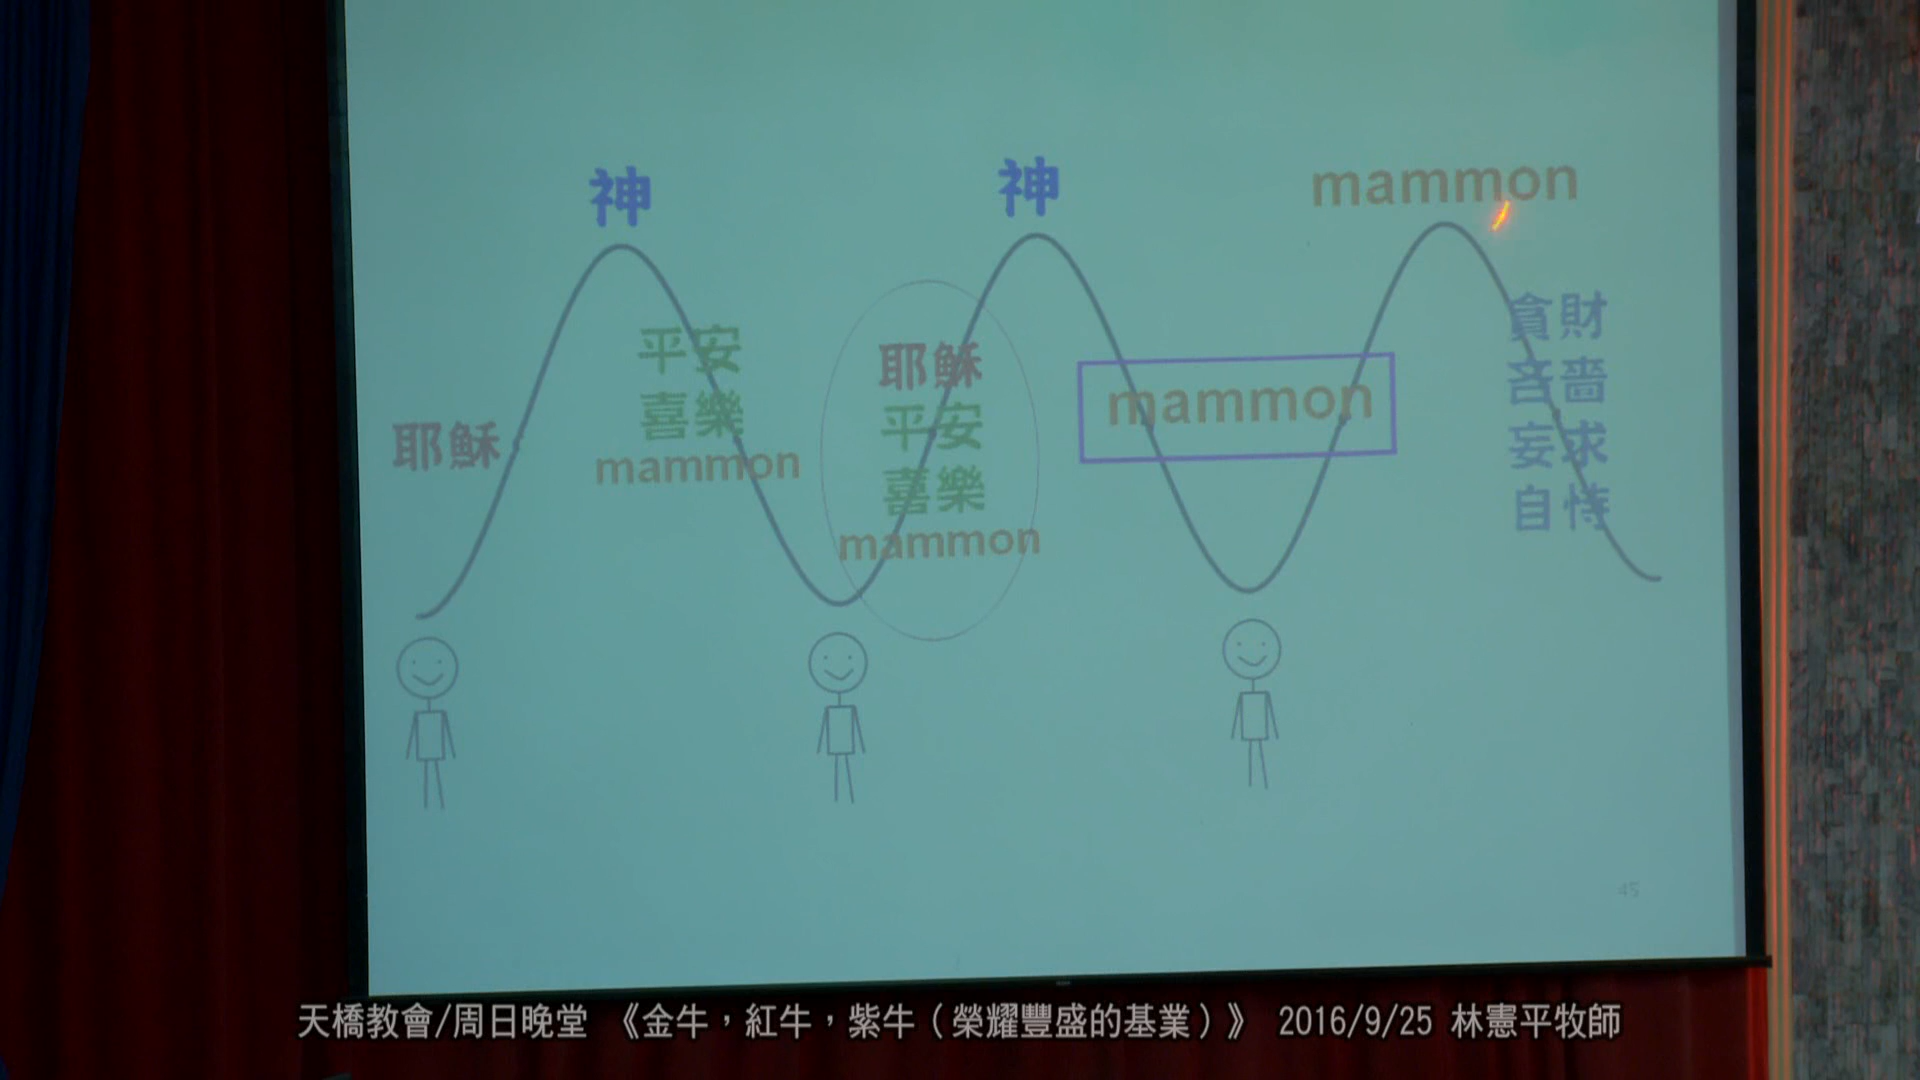 神
神
mammon
耶穌
平安
喜樂
mammon
耶穌
平安
喜樂
mammon
mammon
貪財
吝嗇
妄求
自恃
45
天橋教會/周日晚堂 《金牛,紅牛,紫牛(榮耀豐盛的基業)》 2016/9/25 林憲平牧師